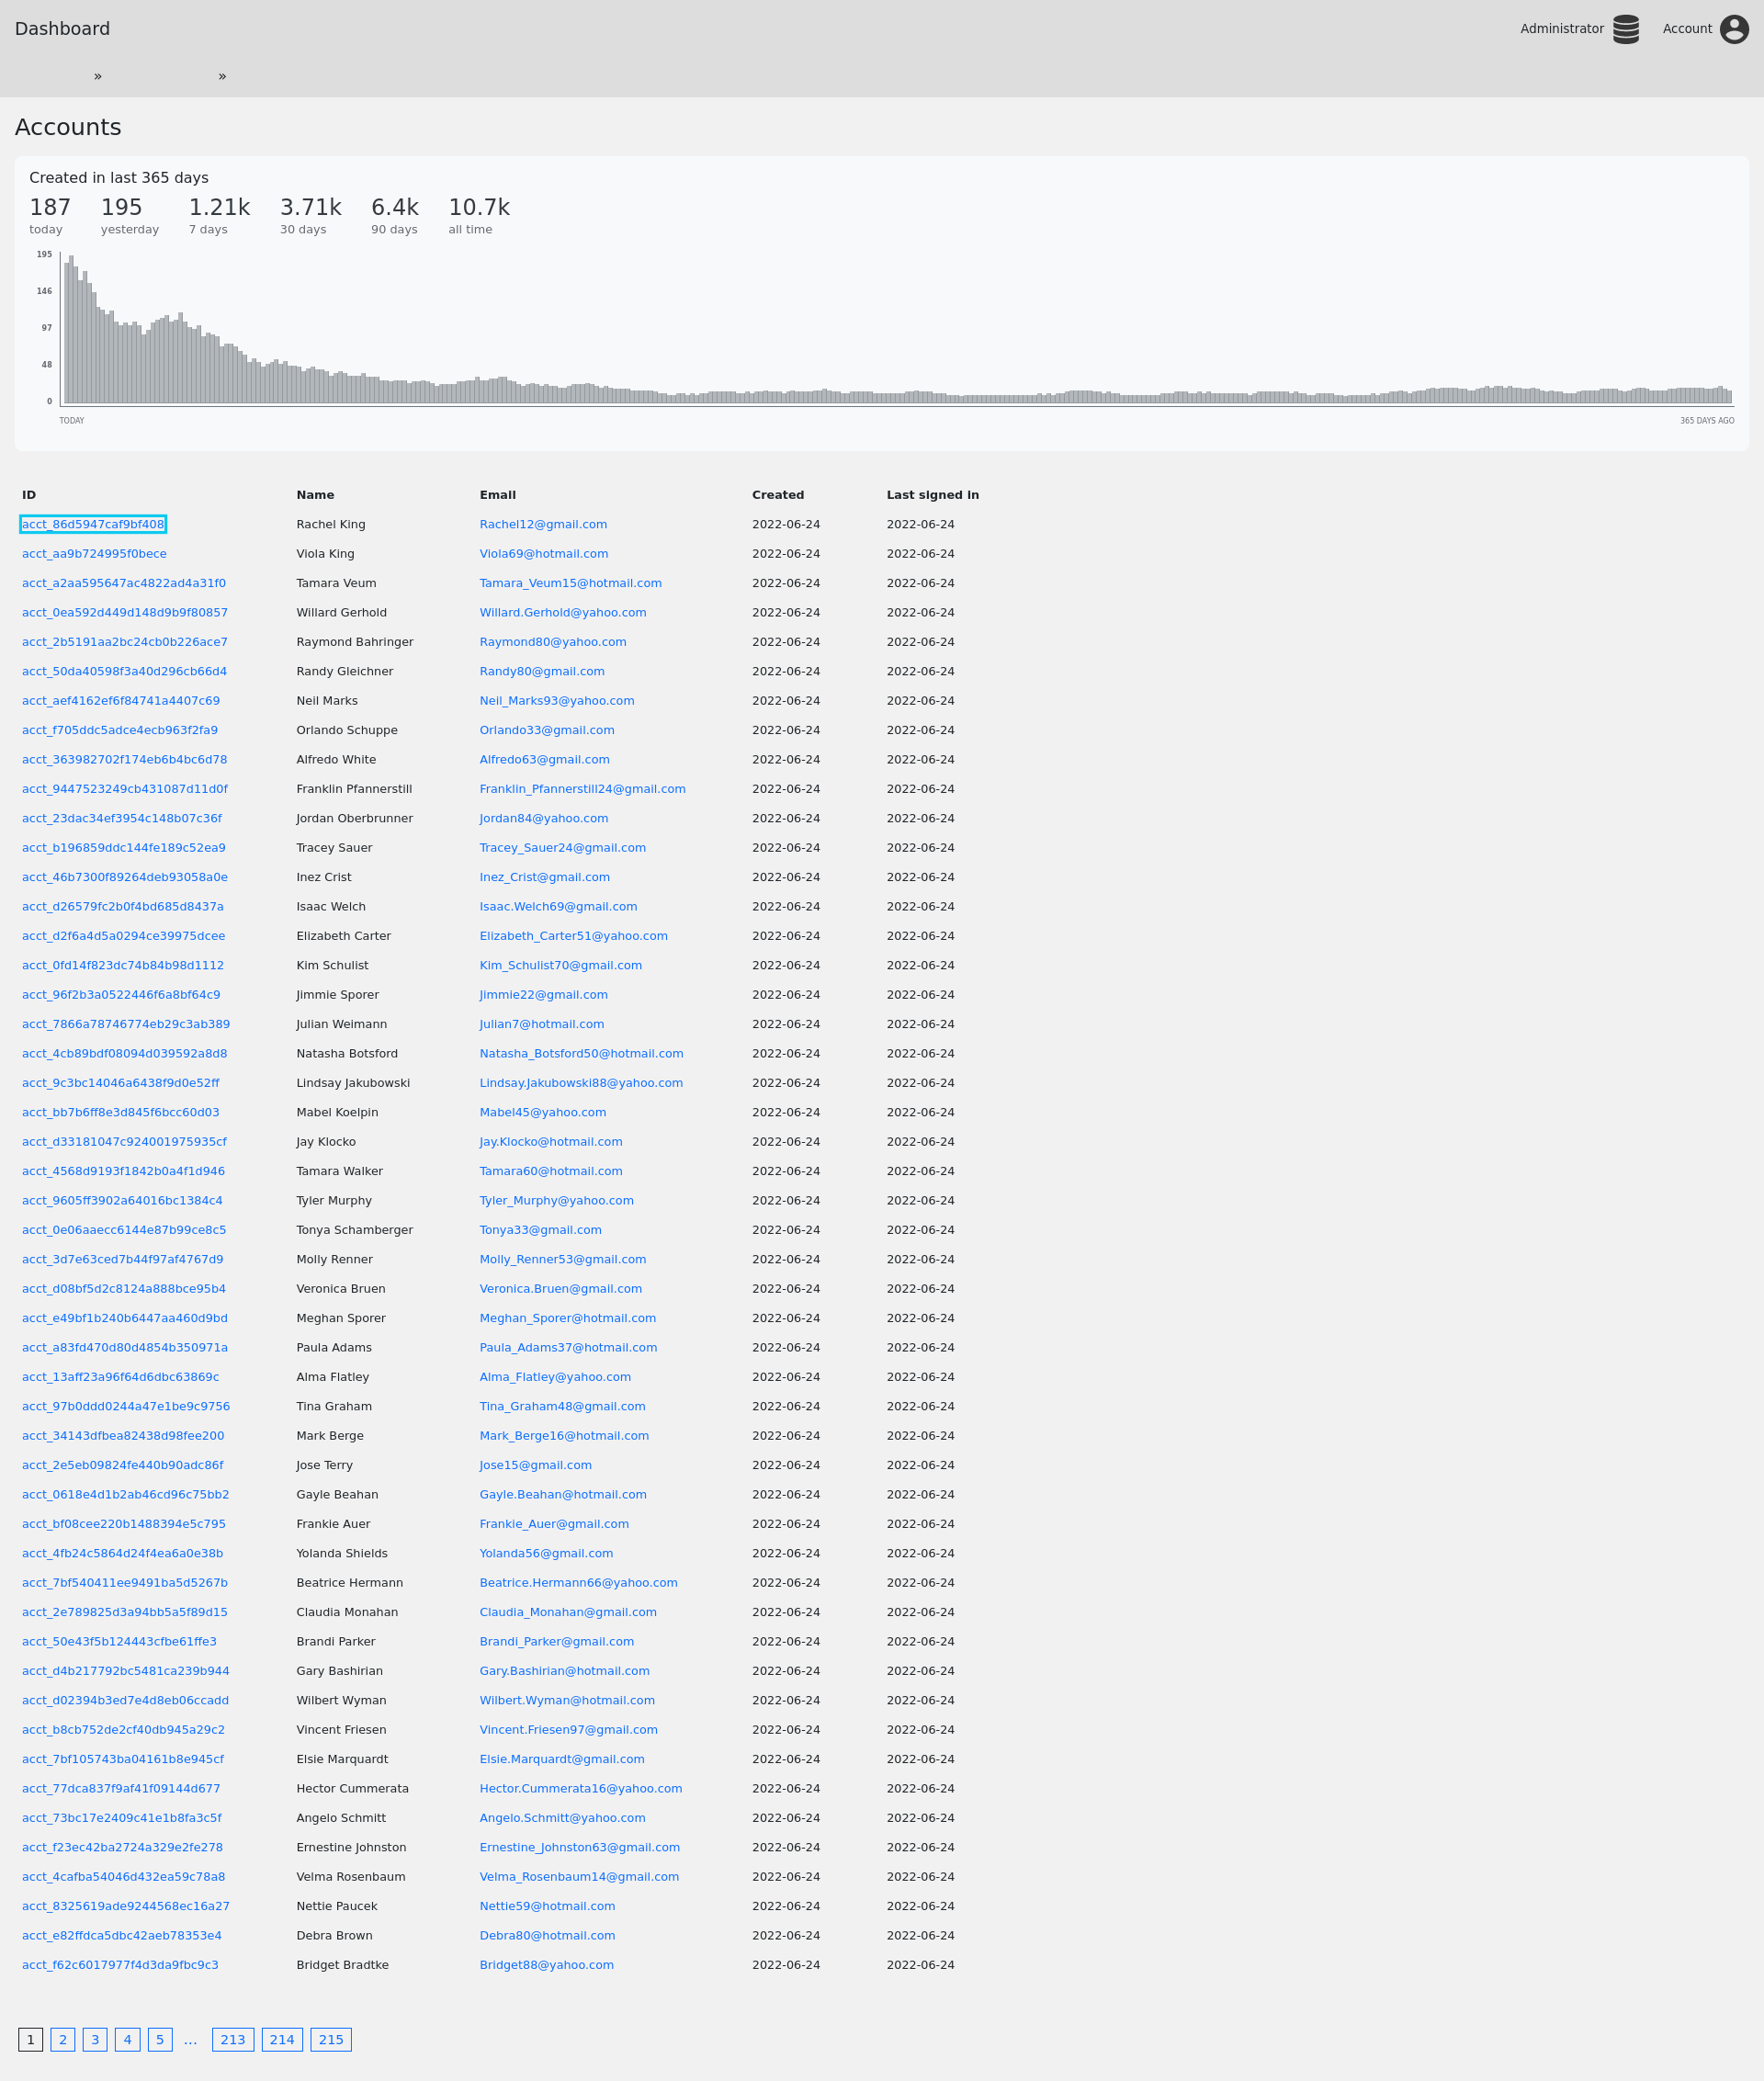 Dashboard
Administrator
Account
»
»
Accounts
Created in last 365 days
187 195 1.21k 3.71k 6.4k 10.7k
today yesterday 7 days 30 days 90 days all time
195
146
97
48
0
TODAY 365 DAYS AGO
ID Name Email Created Last signed in
acct_86d5947caf9bf408 Rachel King Rachel12@gmail.com 2022-06-24 2022-06-24
acct_aa9b724995f0bece Viola King Viola69@hotmail.com 2022-06-24 2022-06-24
acct_a2aa595647ac4822ad4a31f0 Tamara Veum Tamara_Veum15@hotmail.com 2022-06-24 2022-06-24
acct_0ea592d449d148d9b9f80857 Willard Gerhold Willard.Gerhold@yahoo.com 2022-06-24 2022-06-24
acct_2b5191aa2bc24cb0b226ace7 Raymond Bahringer Raymond80@yahoo.com 2022-06-24 2022-06-24
acct_50da40598f3a40d296cb66d4 Randy Gleichner Randy80@gmail.com 2022-06-24 2022-06-24
acct_aef4162ef6f84741a4407c69 Neil Marks Neil_Marks93@yahoo.com 2022-06-24 2022-06-24
acct_f705ddc5adce4ecb963f2fa9 Orlando Schuppe Orlando33@gmail.com 2022-06-24 2022-06-24
acct_363982702f174eb6b4bc6d78 Alfredo White Alfredo63@gmail.com 2022-06-24 2022-06-24
acct_9447523249cb431087d11d0f Franklin Pfannerstill Franklin_Pfannerstill24@gmail.com 2022-06-24 2022-06-24
acct_23dac34ef3954c148b07c36f Jordan Oberbrunner Jordan84@yahoo.com 2022-06-24 2022-06-24
acct_b196859ddc144fe189c52ea9 Tracey Sauer Tracey_Sauer24@gmail.com 2022-06-24 2022-06-24
acct_46b7300f89264deb93058a0e Inez Crist Inez_Crist@gmail.com 2022-06-24 2022-06-24
acct_d26579fc2b0f4bd685d8437a Isaac Welch Isaac.Welch69@gmail.com 2022-06-24 2022-06-24
acct_d2f6a4d5a0294ce39975dcee Elizabeth Carter Elizabeth_Carter51@yahoo.com 2022-06-24 2022-06-24
acct_0fd14f823dc74b84b98d1112 Kim Schulist Kim_Schulist70@gmail.com 2022-06-24 2022-06-24
acct_96f2b3a0522446f6a8bf64c9 Jimmie Sporer Jimmie22@gmail.com 2022-06-24 2022-06-24
acct_7866a78746774eb29c3ab389 Julian Weimann Julian7@hotmail.com 2022-06-24 2022-06-24
acct_4cb89bdf08094d039592a8d8 Natasha Botsford Natasha_Botsford50@hotmail.com 2022-06-24 2022-06-24
acct_9c3bc14046a6438f9d0e52ff Lindsay Jakubowski Lindsay.Jakubowski88@yahoo.com 2022-06-24 2022-06-24
acct_bb7b6ff8e3d845f6bcc60d03 Mabel Koelpin Mabel45@yahoo.com 2022-06-24 2022-06-24
acct_d33181047c924001975935cf Jay Klocko Jay.Klocko@hotmail.com 2022-06-24 2022-06-24
acct_4568d9193f1842b0a4f1d946 Tamara Walker Tamara60@hotmail.com 2022-06-24 2022-06-24
acct_9605ff3902a64016bc1384c4 Tyler Murphy Tyler_Murphy@yahoo.com 2022-06-24 2022-06-24
acct_0e06aaecc6144e87b99ce8c5 Tonya Schamberger Tonya33@gmail.com 2022-06-24 2022-06-24
acct_3d7e63ced7b44f97af4767d9 Molly Renner Molly_Renner53@gmail.com 2022-06-24 2022-06-24
acct_d08bf5d2c8124a888bce95b4 Veronica Bruen Veronica.Bruen@gmail.com 2022-06-24 2022-06-24
acct_e49bf1b240b6447aa460d9bd Meghan Sporer Meghan_Sporer@hotmail.com 2022-06-24 2022-06-24
acct_a83fd470d80d4854b350971a Paula Adams Paula_Adams37@hotmail.com 2022-06-24 2022-06-24
acct_13aff23a96f64d6dbc63869c Alma Flatley Alma_Flatley@yahoo.com 2022-06-24 2022-06-24
acct_97b0ddd0244a47e1be9c9756 Tina Graham Tina_Graham48@gmail.com 2022-06-24 2022-06-24
acct_34143dfbea82438d98fee200 Mark Berge Mark_Berge16@hotmail.com 2022-06-24 2022-06-24
acct_2e5eb09824fe440b90adc86f Jose Terry Jose15@gmail.com 2022-06-24 2022-06-24
acct_0618e4d1b2ab46cd96c75bb2 Gayle Beahan Gayle.Beahan@hotmail.com 2022-06-24 2022-06-24
acct_bf08cee220b1488394e5c795 Frankie Auer Frankie_Auer@gmail.com 2022-06-24 2022-06-24
acct_4fb24c5864d24f4ea6a0e38b Yolanda Shields Yolanda56@gmail.com 2022-06-24 2022-06-24
acct_7bf540411ee9491ba5d5267b Beatrice Hermann Beatrice.Hermann66@yahoo.com 2022-06-24 2022-06-24
acct_2e789825d3a94bb5a5f89d15 Claudia Monahan Claudia_Monahan@gmail.com 2022-06-24 2022-06-24
acct_50e43f5b124443cfbe61ffe3 Brandi Parker Brandi_Parker@gmail.com 2022-06-24 2022-06-24
acct_d4b217792bc5481ca239b944 Gary Bashirian Gary.Bashirian@hotmail.com 2022-06-24 2022-06-24
acct_d02394b3ed7e4d8eb06ccadd Wilbert Wyman Wilbert.Wyman@hotmail.com 2022-06-24 2022-06-24
acct_b8cb752de2cf40db945a29c2 Vincent Friesen Vincent.Friesen97@gmail.com 2022-06-24 2022-06-24
acct_7bf105743ba04161b8e945cf Elsie Marquardt Elsie.Marquardt@gmail.com 2022-06-24 2022-06-24
acct_77dca837f9af41f09144d677 Hector Cummerata Hector.Cummerata16@yahoo.com 2022-06-24 2022-06-24
acct_73bc17e2409c41e1b8fa3c5f Angelo Schmitt Angelo.Schmitt@yahoo.com 2022-06-24 2022-06-24
acct_f23ec42ba2724a329e2fe278 Ernestine Johnston Ernestine_Johnston63@gmail.com 2022-06-24 2022-06-24
acct_4cafba54046d432ea59c78a8 Velma Rosenbaum Velma_Rosenbaum14@gmail.com 2022-06-24 2022-06-24
acct_8325619ade9244568ec16a27 Nettie Paucek Nettie59@hotmail.com 2022-06-24 2022-06-24
acct_e82ffdca5dbc42aeb78353e4 Debra Brown Debra80@hotmail.com 2022-06-24 2022-06-24
acct_f62c6017977f4d3da9fbc9c3 Bridget Bradtke Bridget88@yahoo.com 2022-06-24 2022-06-24
1 2 3 4 5 … 213 214 215